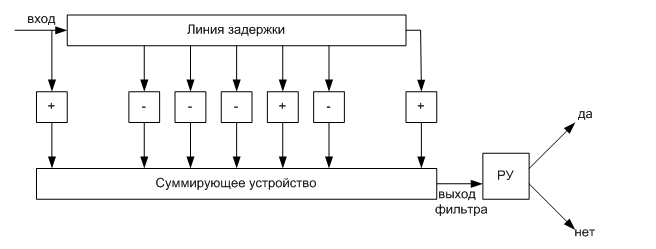 вход
Линия задержки
+
-
-
-
+
-
+
да
Суммирующее устройство
РУ
выход
фильтра
нет